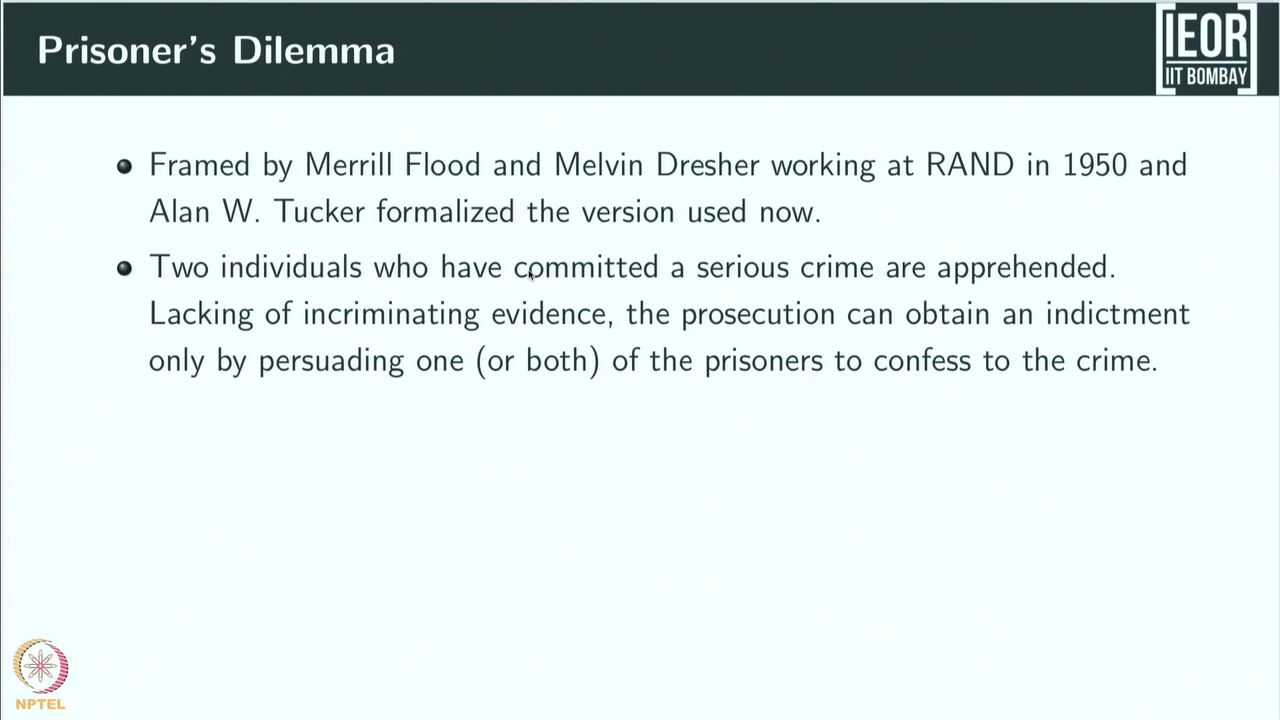 Prisoner's Dilemma
IEOR
IIT BOMBAY
Framed by Merrill Flood and Melvin Dresher working at RAND in 1950 and
Alan W. Tucker formalized the version used now.
Two individuals who have committed a serious crime are apprehended.
Lacking of incriminating evidence, the prosecution can obtain an indictment
only by persuading one (or both) of the prisoners to confess to the crime.
NPTEL